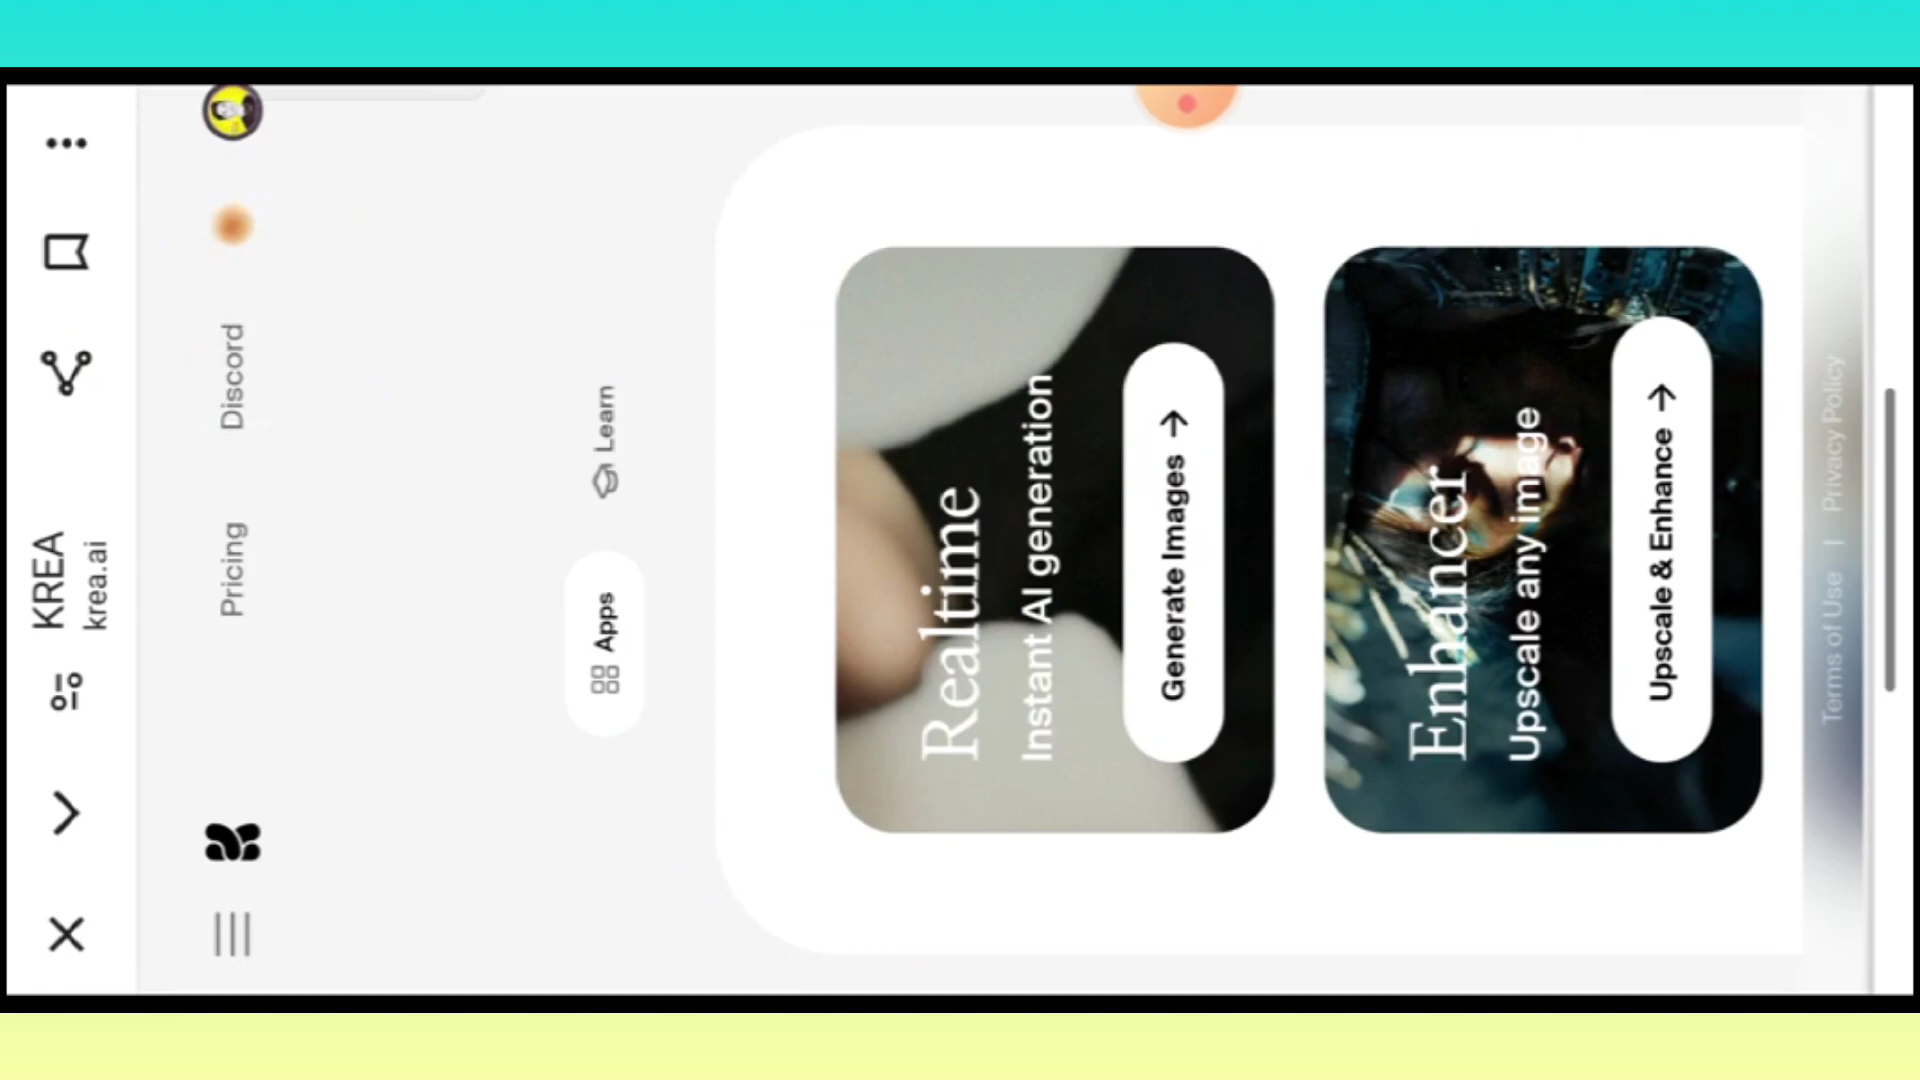 KREA
krea.ai
Pricing
Discord
Apps
Learn
Realtime
Instant AI generation
Generate Images →
Enhancer
Upscale any image
Upscale & Enhance →
Terms of Use | Privacy Policy